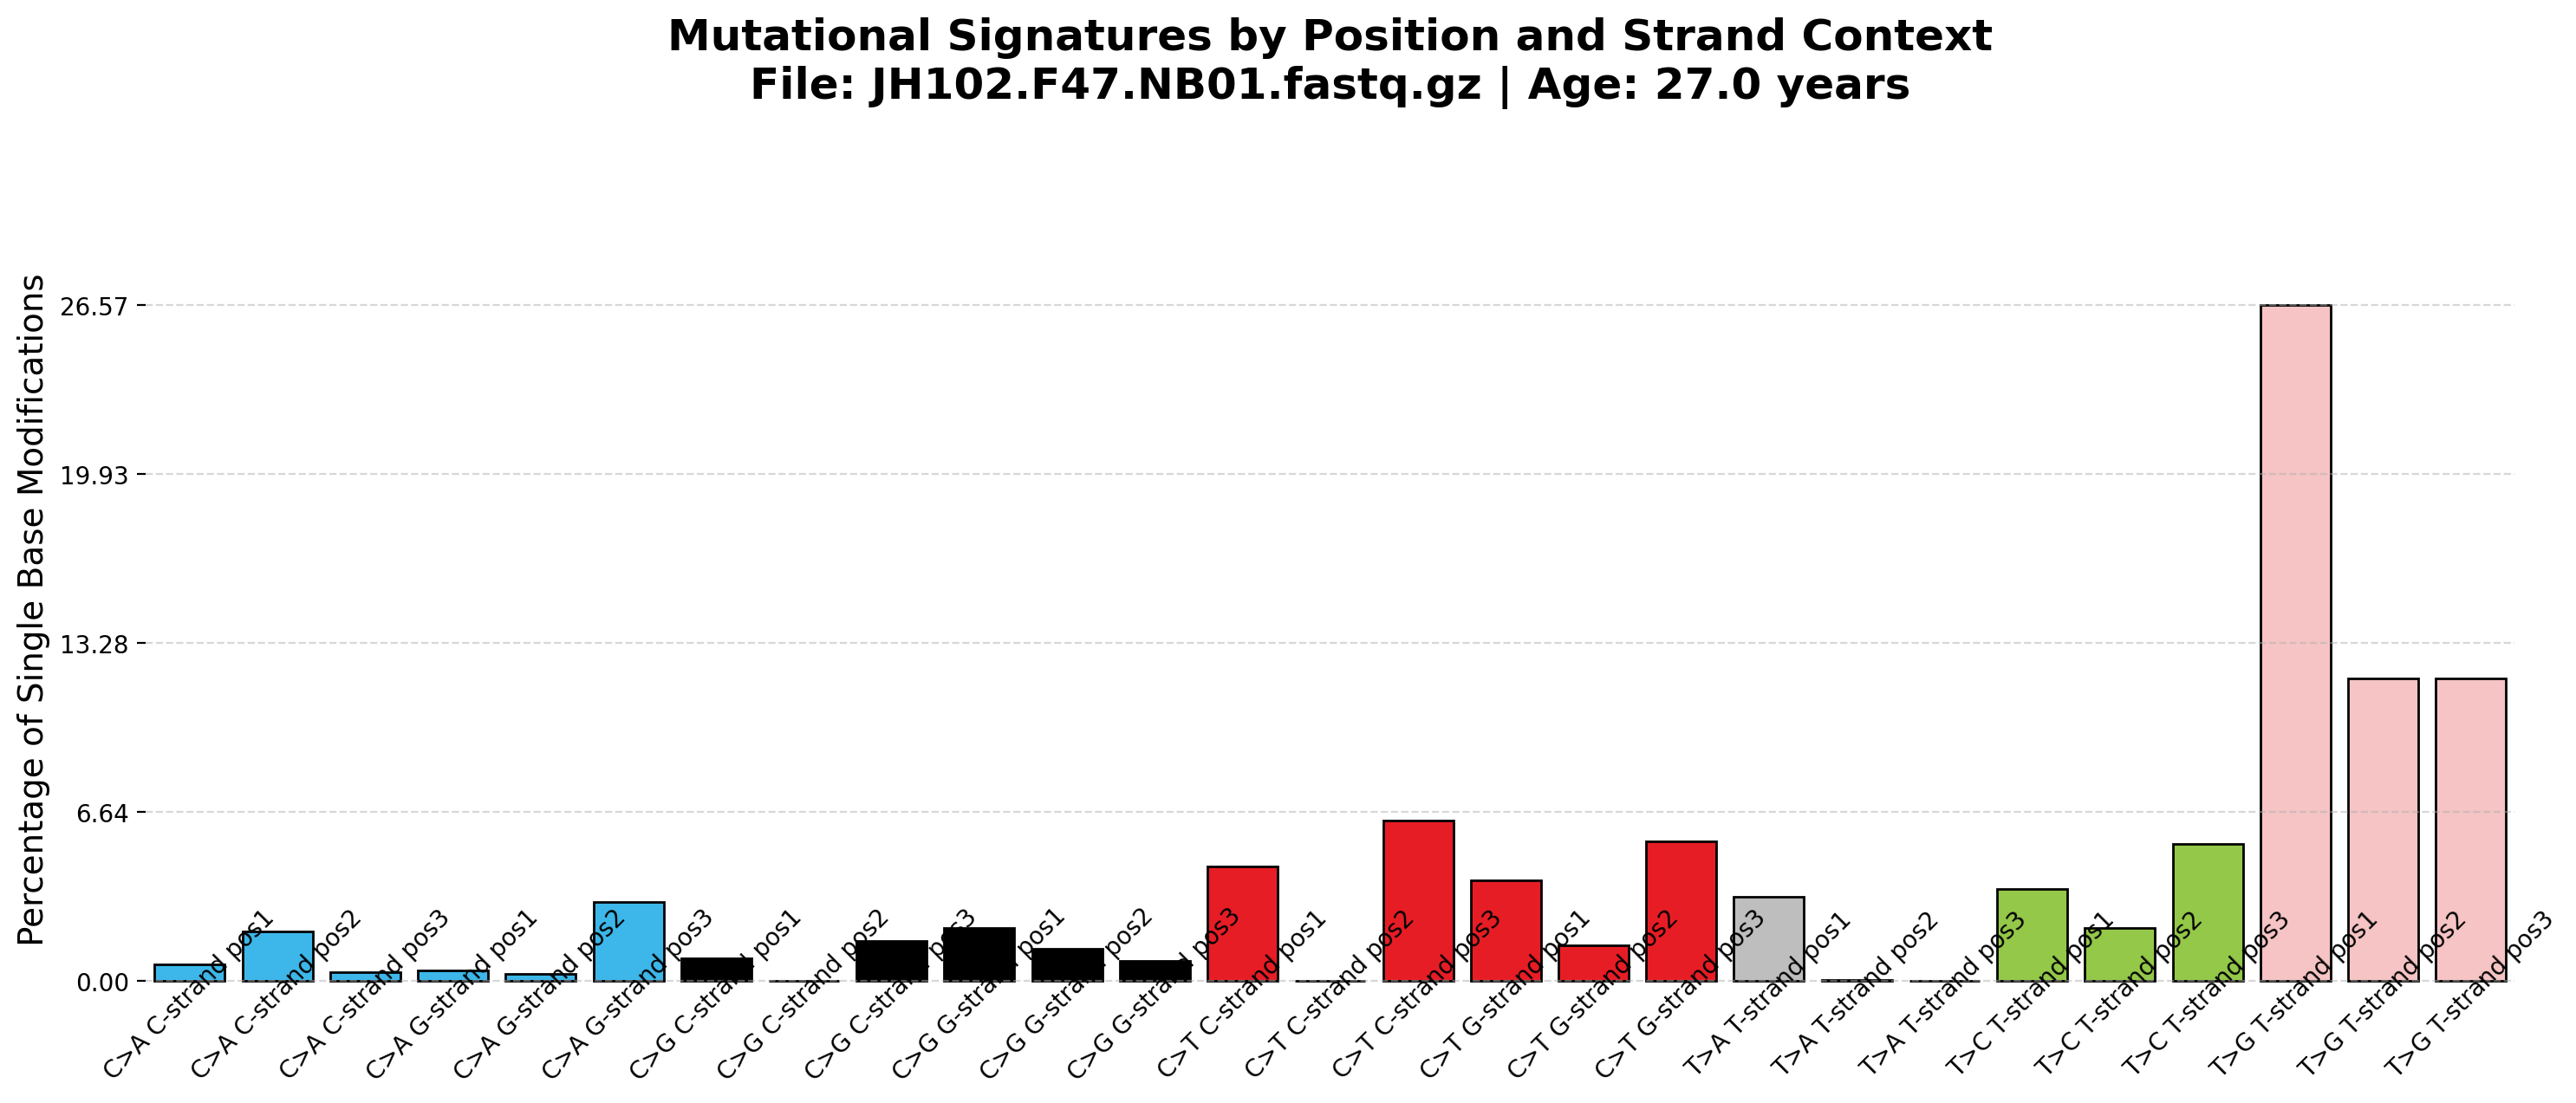 Mutational Signatures by Position and Strand Context
File: JH102.F47.NB01.fastq.gz | Age: 27.0 years
Percentage of Single Base Modifications
26.57
19.93
13.28
6.64
0.00
C>A C-strand pos1
C>A C-strand pos2
C>A C-strand pos3
C>A G-strand pos1
C>A G-strand pos2
C>A G-strand pos3
C>G C-strand pos1
C>G C-strand pos2
C>G C-strand pos3
C>G G-strand pos1
C>G G-strand pos2
C>G G-strand pos3
C>T C-strand pos1
C>T C-strand pos2
C>T C-strand pos3
C>T G-strand pos1
C>T G-strand pos2
C>T G-strand pos3
T>A T-strand pos1
T>A T-strand pos2
T>A T-strand pos3
T>C T-strand pos1
T>C T-strand pos2
T>C T-strand pos3
T>G T-strand pos1
T>G T-strand pos2
T>G T-strand pos3